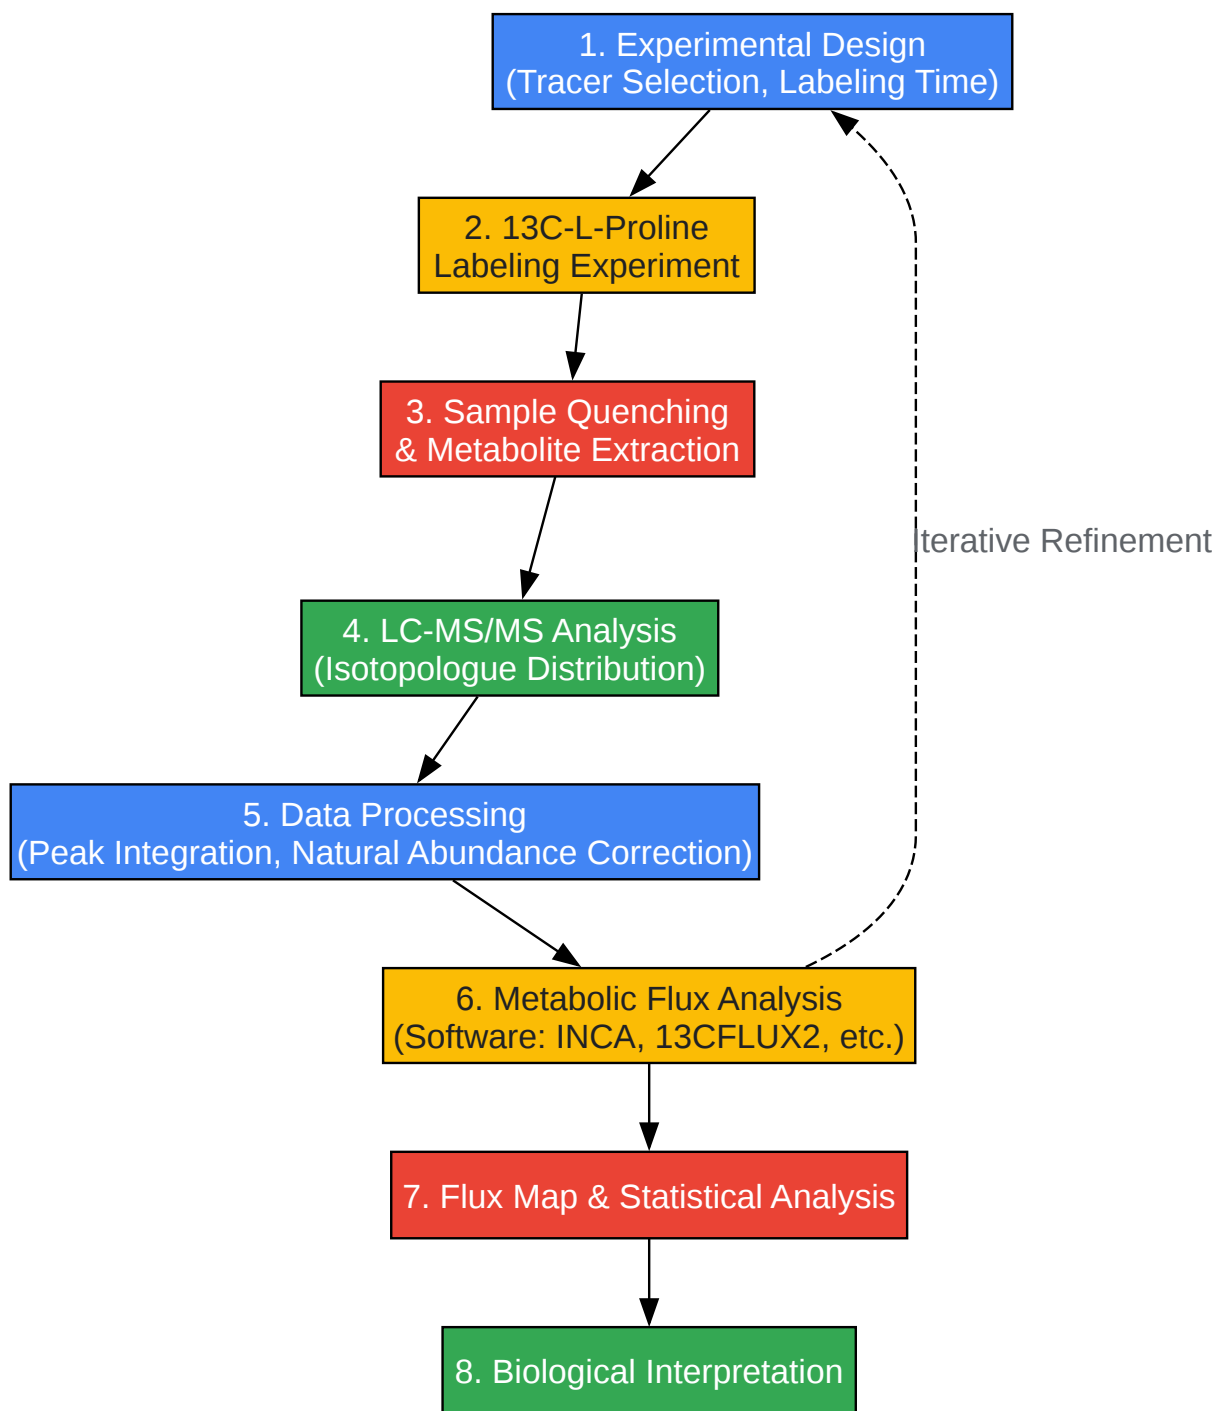 1. Experimental Design
(Tracer Selection, Labeling Time)
2. 13C-L-Proline
Labeling Experiment
3. Sample Quenching
& Metabolite Extraction
Iterative Refinement
4. LC-MS/MS Analysis
(Isotopologue Distribution)
5. Data Processing
(Peak Integration, Natural Abundance Correction)
6. Metabolic Flux Analysis
(Software: INCA, 13CFLUX2, etc.)
7. Flux Map & Statistical Analysis
8. Biological Interpretation